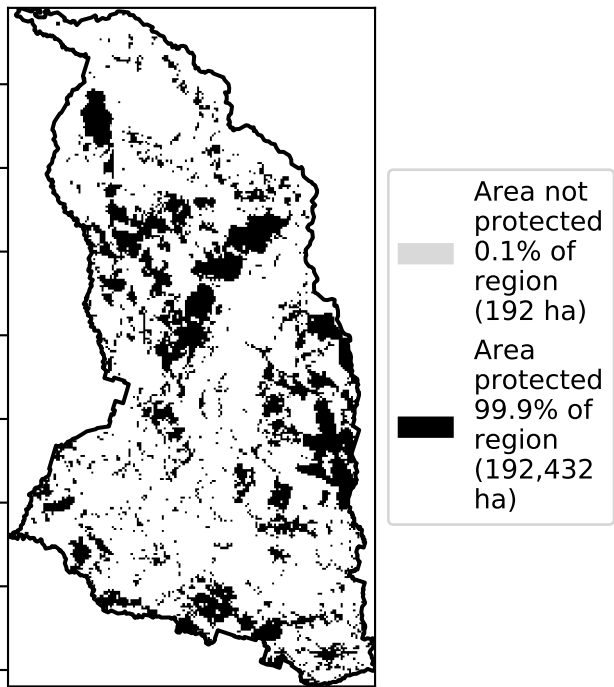 Area not
protected
0.1% of
region
(192 ha)
Area
protected
99.9% of
region
(192,432
ha)